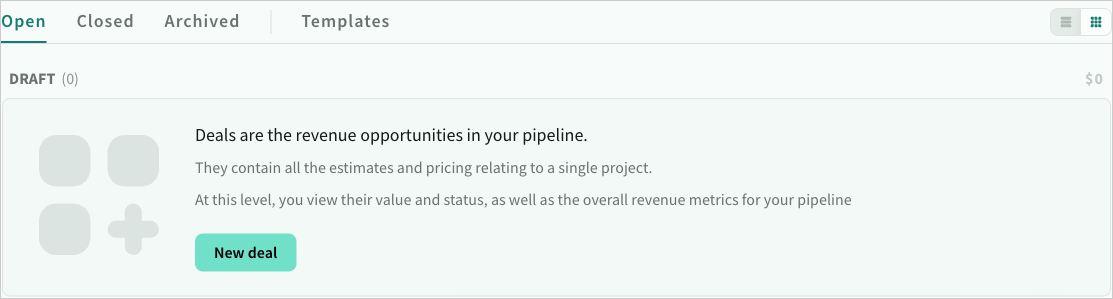 Open Closed Archived Templates
DRAFT (0) $0
Deals are the revenue opportunities in your pipeline.
They contain all the estimates and pricing relating to a single project.
At this level, you view their value and status, as well as the overall revenue metrics for your pipeline
New deal